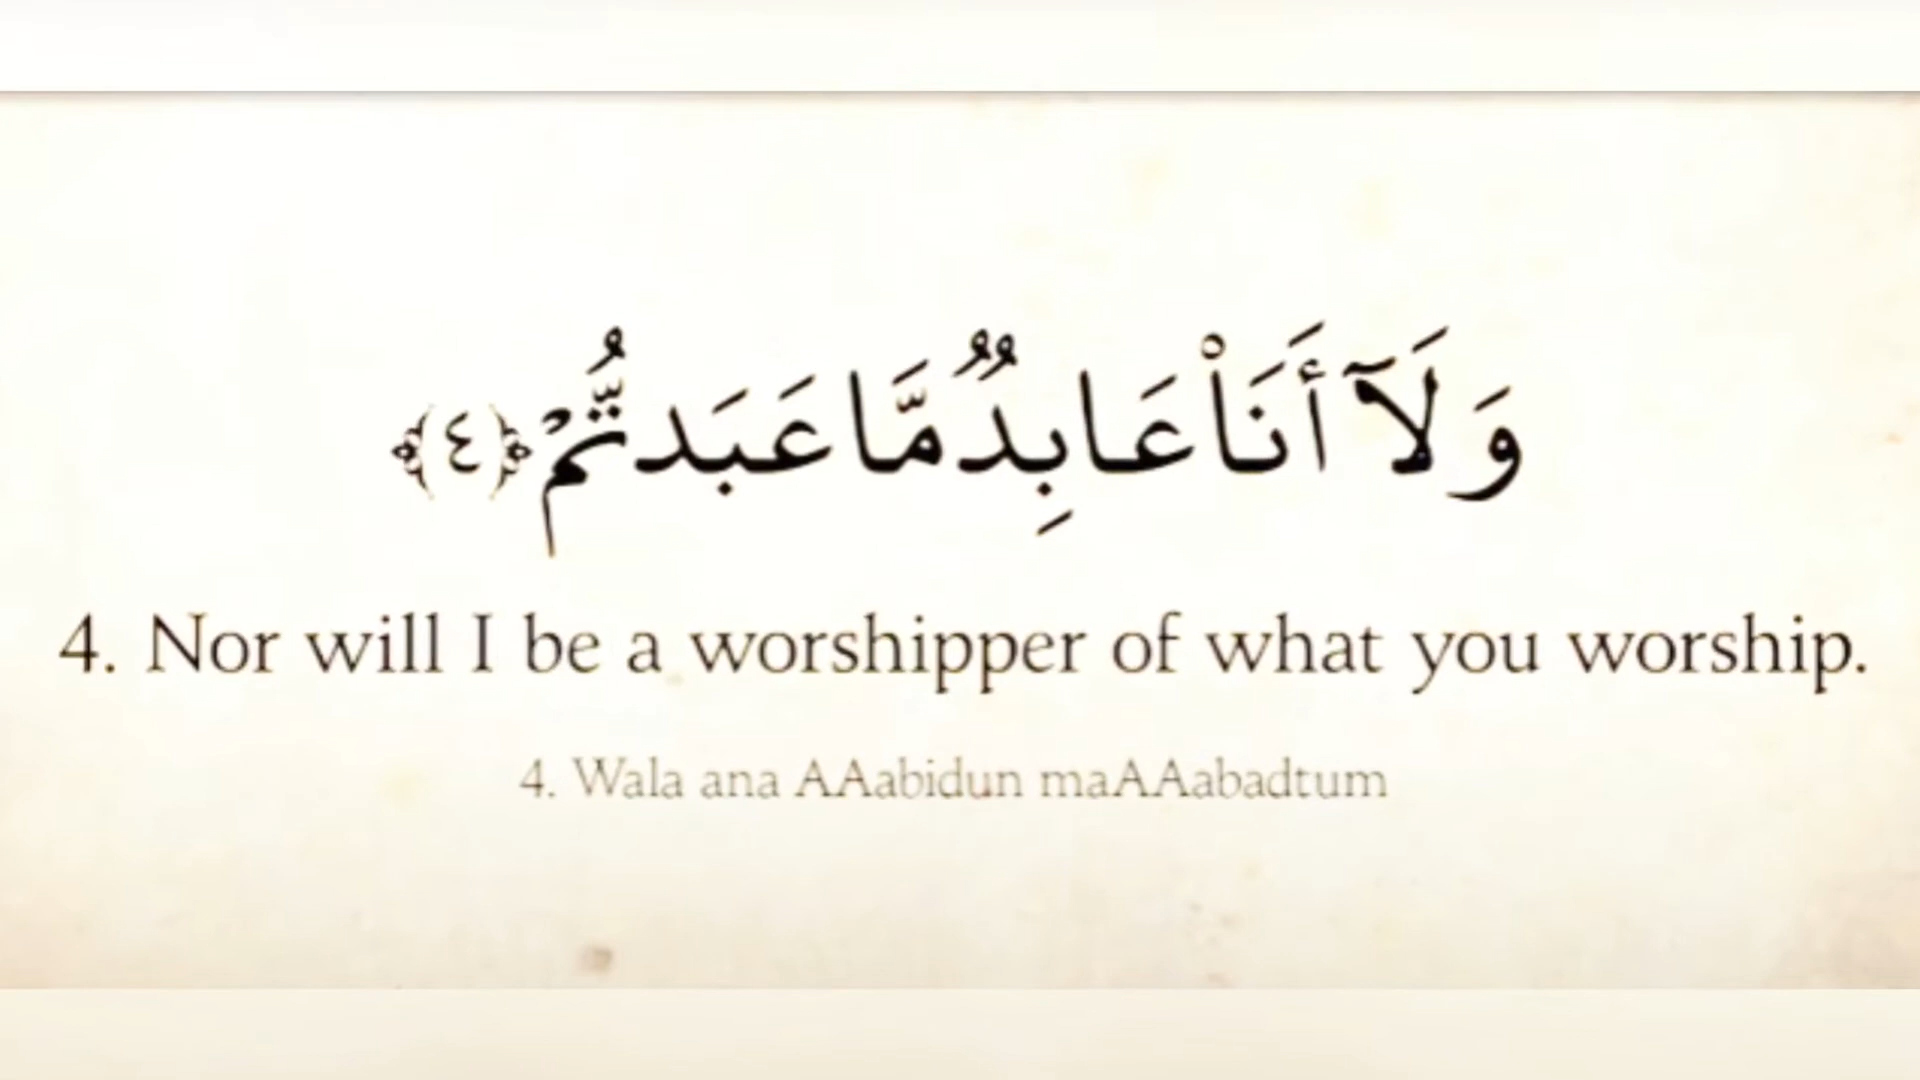 وَلَآ أَنَا۠ عَابِدٌ مَّا عَبَدتُّمْ ﴿٤﴾
4. Nor will I be a worshipper of what you worship.
4. Wala ana AAabidun maAAabadtum